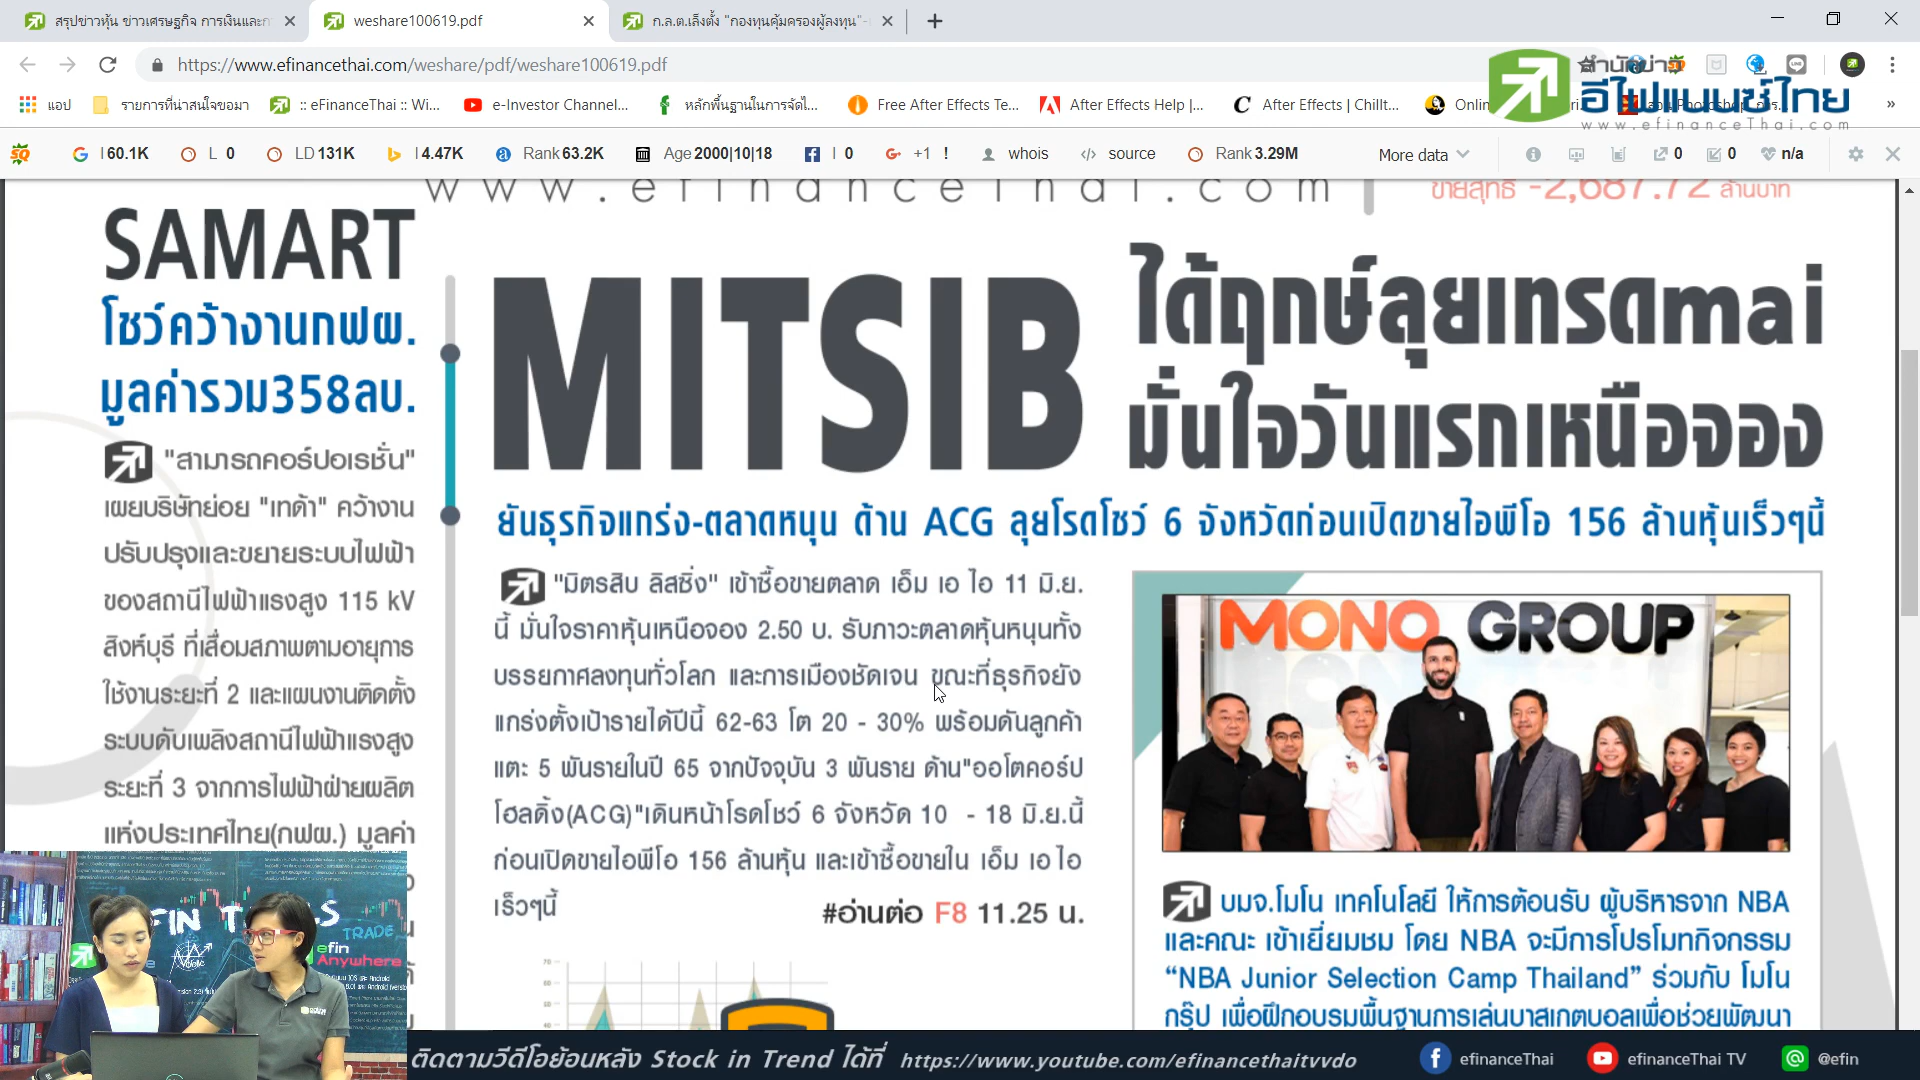 สรุปข่าวหุ้น ข่าวเศรษฐกิจ การเงินและก
weshare100619.pdf
ก.ล.ต.เล็งตั้ง "กองทุนคุ้มครองผู้ลงทุน"
https://www.efinancethai.com/weshare/pdf/weshare100619.pdf
แอป
รายการที่น่าสนใจของมา
:: eFinanceThai :: Wi...
e-Investor Channel...
หลักพื้นฐานในการจัดไ...
Free After Effects Te...
After Effects Help |...
After Effects | Chillt...
สำนักข่าว
อีไฟแนนซ์ไทย
www.efinanceThai.com
I 60.1K
L 0
LD 131K
I 4.47K
Rank 63.2K
Age 2000|10|18
I 0
+1 !
whois
source
Rank 3.29M
More data
0
0
n/a
www.efinancethai.com
ขายสุทธิ -2,687.72 ล้านบาท
SAMART
โชว์คว้างานกฟผ.
มูลค่ารวม358ลบ.
"สามารถคอร์ปอเรชั่น"
เผยบริษัทย่อย "เทด้า" คว้างาน
ปรับปรุงและขยายระบบไฟฟ้า
ของสถานีไฟฟ้าแรงสูง 115 kV
สิงห์บุรี ที่เสื่อมสภาพตามอายุการ
ใช้งานระยะที่ 2 และแผนงานติดตั้ง
ระบบดับเพลิงสถานีไฟฟ้าแรงสูง
ระยะที่ 3 จากการไฟฟ้าฝ่ายผลิต
แห่งประเทศไทย(กฟผ.) มูลค่า
MITSIB
ได้ฤกษ์ลุยเทรดmai
มั่นใจวันแรกเหนือจอง
ยันธุรกิจแกร่ง-ตลาดหนุน ด้าน ACG ลุยโรดโชว์ 6 จังหวัดก่อนเปิดขายไอพีโอ 156 ล้านหุ้นเร็วๆนี้
"มิตรสิบ ลิสซิ่ง" เข้าซื้อขายตลาด เอ็ม เอ ไอ 11 มิ.ย.
นี้ มั่นใจราคาหุ้นเหนือจอง 2.50 บ. รับภาวะตลาดหุ้นหนุนทั้ง
บรรยกาศลงทุนทั่วโลก และการเมืองชัดเจน ขณะที่ธุรกิจยัง
แกร่งตั้งเป้ารายได้ปีนี้ 62-63 โต 20 - 30% พร้อมดันลูกค้า
แตะ 5 พันรายในปี 65 จากปัจจุบัน 3 พันราย ด้าน"ออโตคอร์ป
โฮลดิ้ง(ACG)"เดินหน้าโรดโชว์ 6 จังหวัด 10 - 18 มิ.ย.นี้
ก่อนเปิดขายไอพีโอ 156 ล้านหุ้น และเข้าซื้อขายใน เอ็ม เอ ไอ
เร็วๆนี้
#อ่านต่อ F8 11.25 น.
MONO GROUP
บมจ.โมโน เทคโนโลยี ให้การต้อนรับ ผู้บริหารจาก NBA
และคณะ เข้าเยี่ยมชม โดย NBA จะมีการโปรโมทกิจกรรม
"NBA Junior Selection Camp Thailand" ร่วมกับ โมโน
กรุ๊ป เพื่อฝึกอบรมพื้นฐานการเล่นบาสเกตบอลเพื่อช่วยพัฒนา
TRADE
efin
Anywhere
ติดตามวีดีโอย้อนหลัง Stock in Trend ได้ที่ https://www.youtube.com/efinancethaitvvdo
efinanceThai
efinanceThai TV
@efin